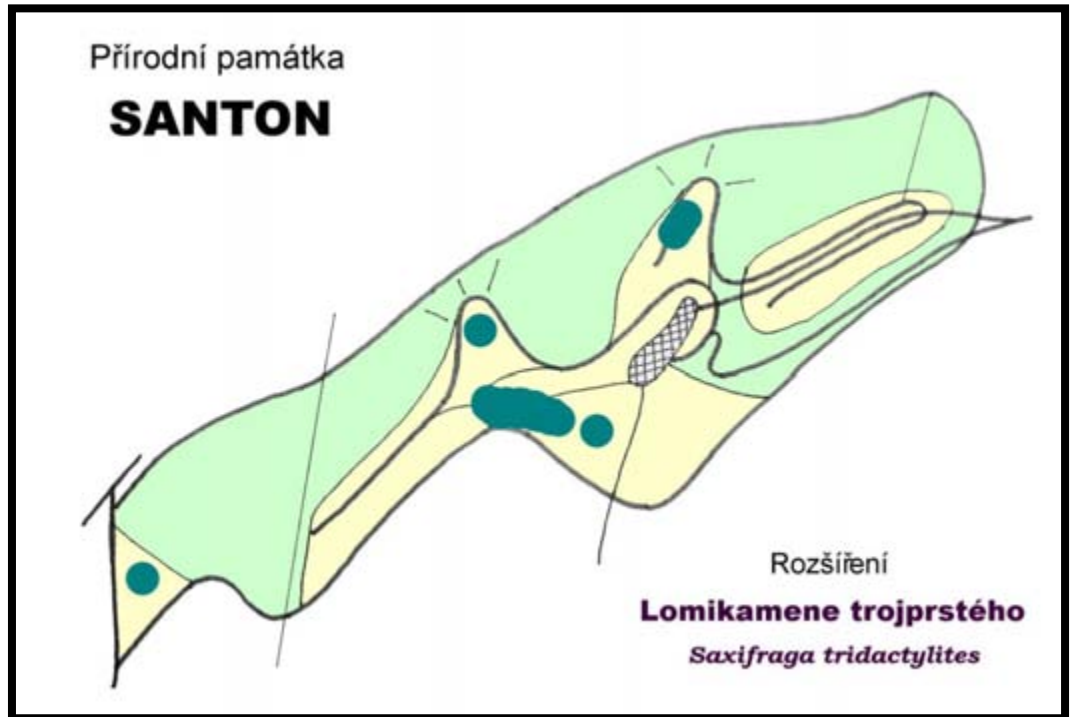 Přírodní památka
SANTON
Rozšíření
Lomikamene trojprstého
Saxifraga tridactylites